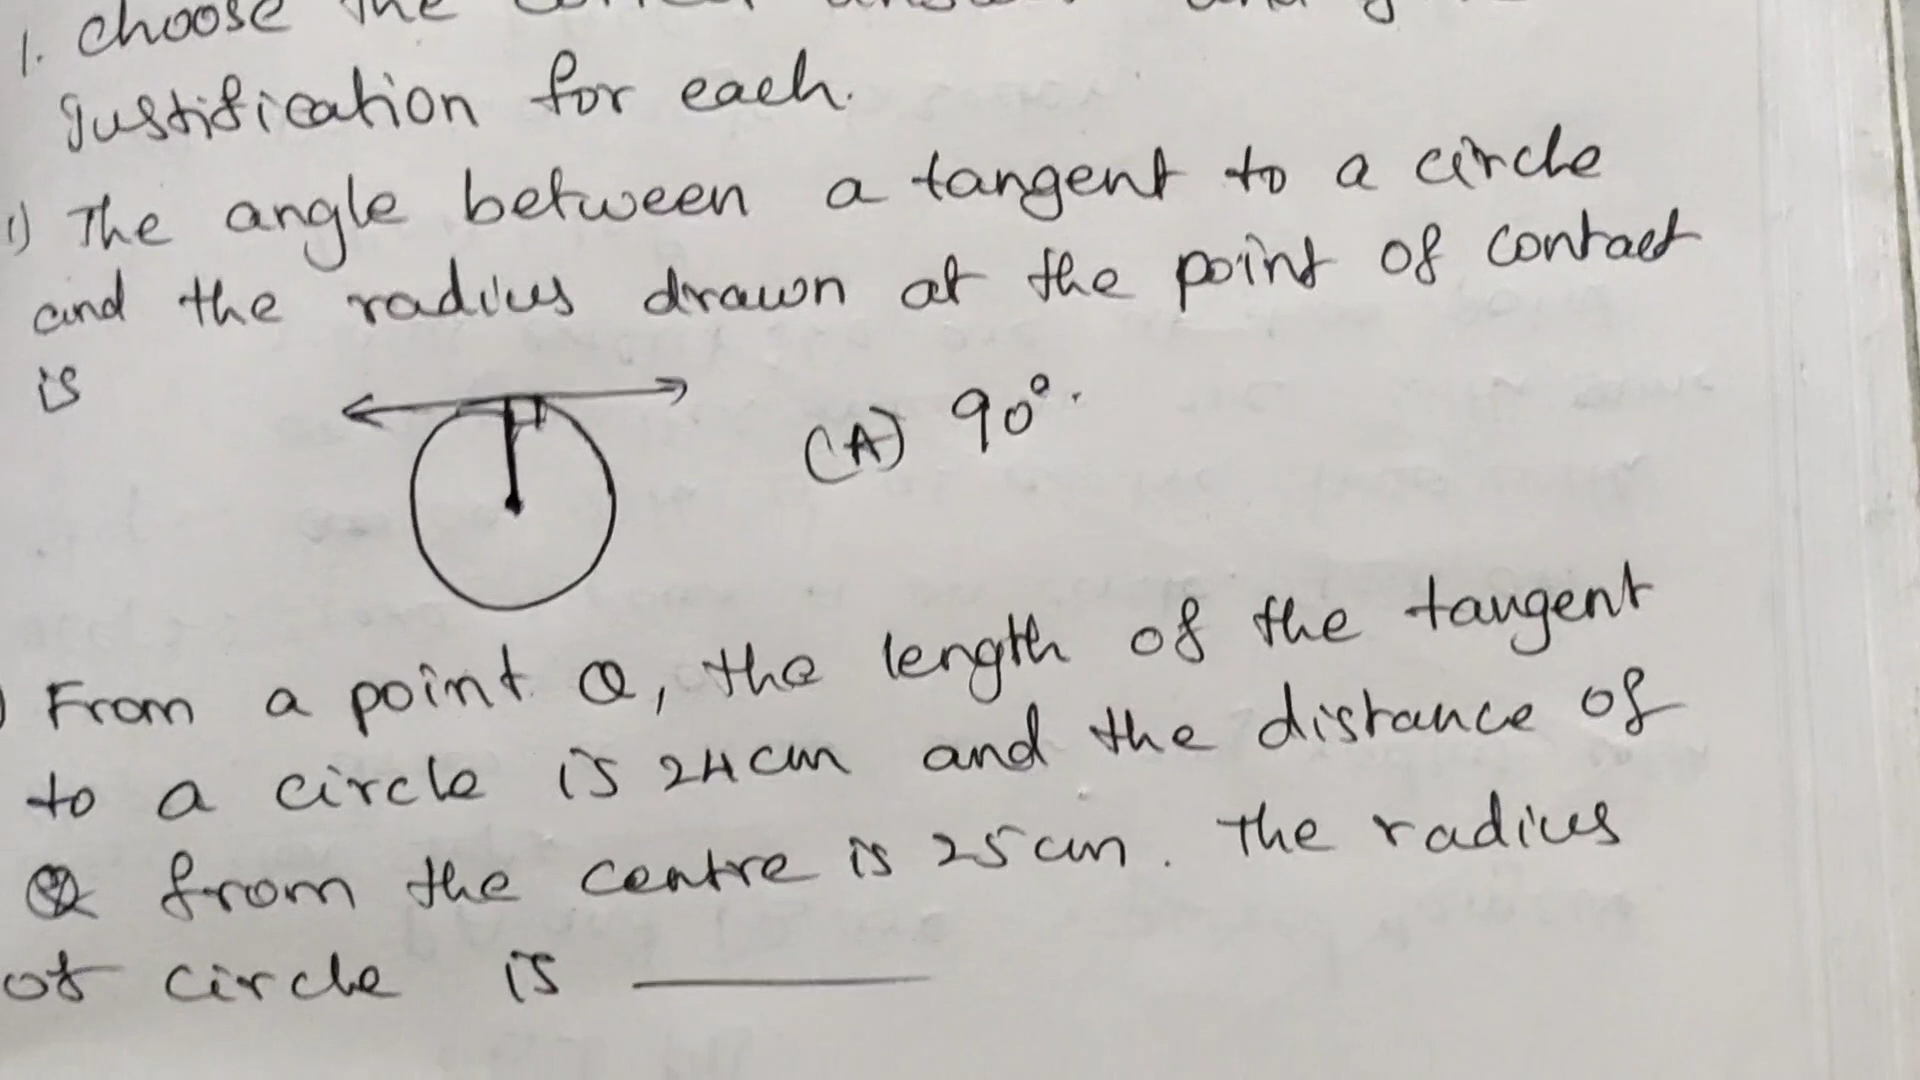 1. choose the
Justification for each.
i) The angle between a tangent to a circle
and the radius drawn at the point of contact
is
(A) 90°.
) From a point Q, the length of the tangent
to a circle is 24 cm and the distance of
Q from the centre is 25 cm. The radius
of circle is